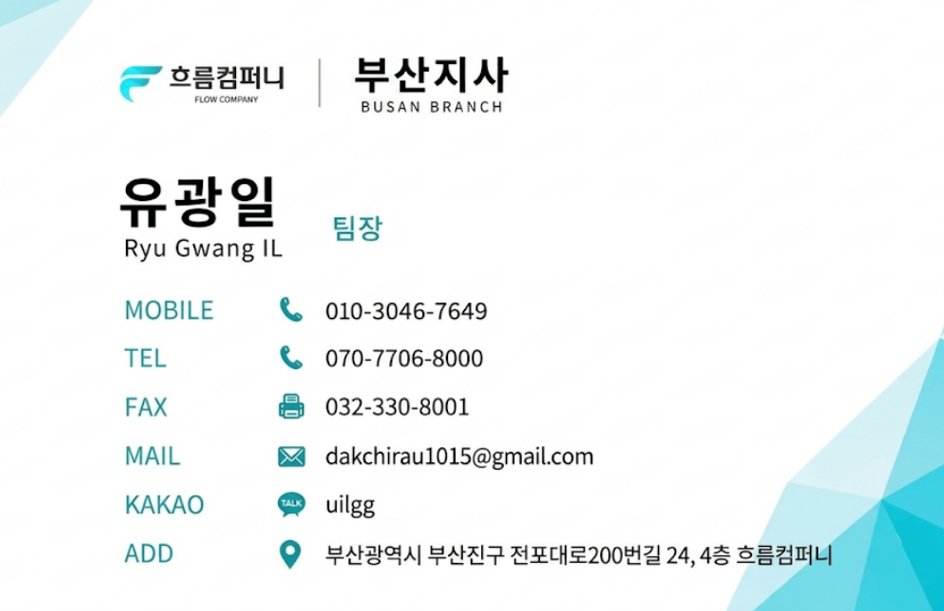 흐름컴퍼니
FLOW COMPANY
부산지사
BUSAN BRANCH
유광일
Ryu Gwang IL
팀장
MOBILE 010-3046-7649
TEL 070-7706-8000
FAX 032-330-8001
MAIL dakchirau1015@gmail.com
KAKAO TALK uilgg
ADD 부산광역시 부산진구 전포대로200번길 24, 4층 흐름컴퍼니